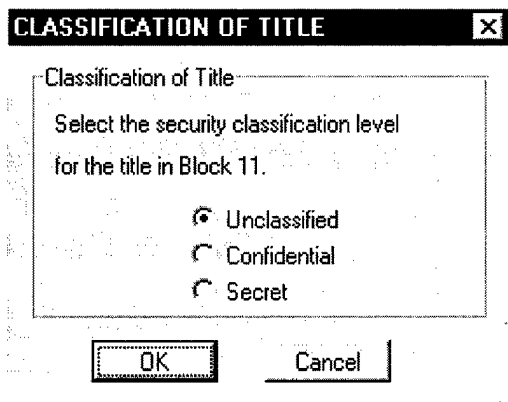 CLASSIFICATION OF TITLE
Classification of Title
Select the security classification level
for the title in Block 11.
Unclassified
Confidential
Secret
OK
Cancel